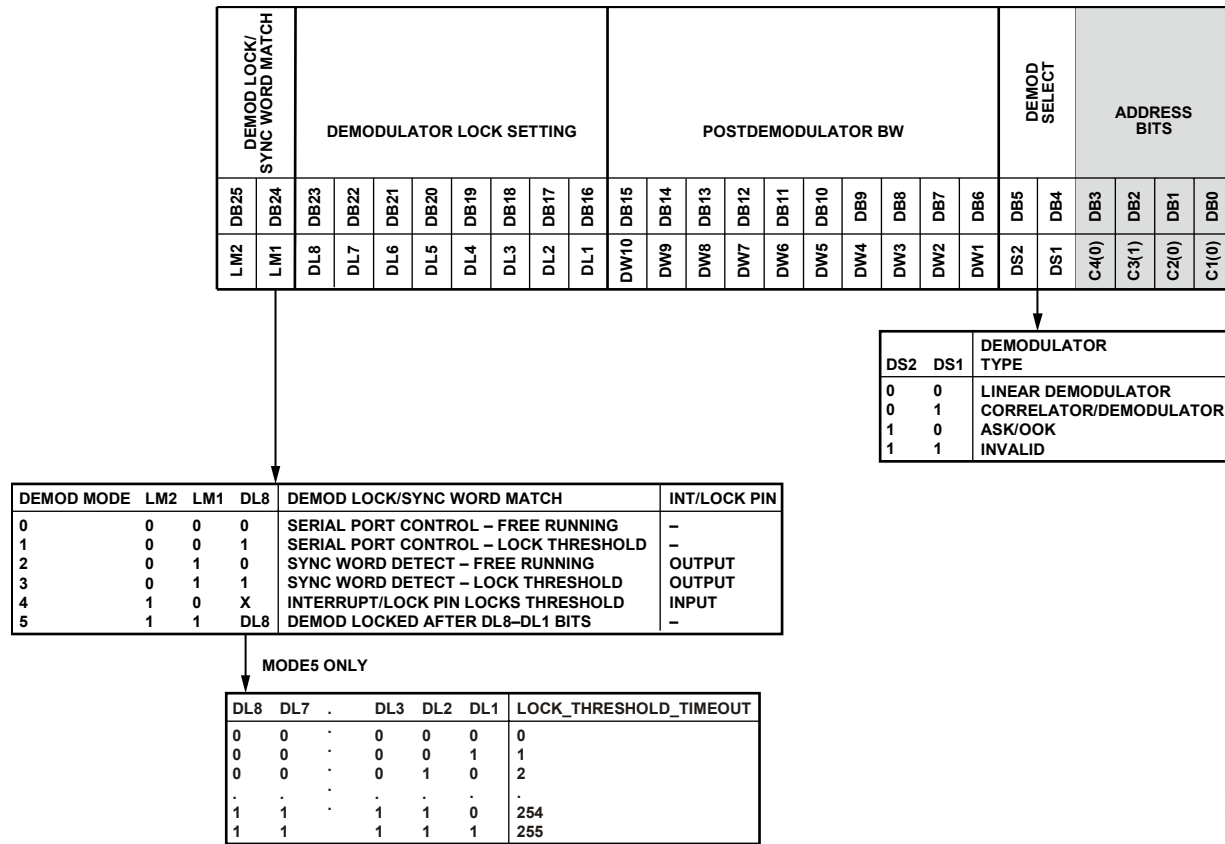 DEMOD LOCK/
SYNC WORD MATCH
DEMODULATOR LOCK SETTING
POSTDEMODULATOR BW
DEMOD
SELECT
ADDRESS
BITS
DB25 DB24 DB23 DB22 DB21 DB20 DB19 DB18 DB17 DB16 DB15 DB14 DB13 DB12 DB11 DB10 DB9 DB8 DB7 DB6 DB5 DB4 DB3 DB2 DB1 DB0
LM2 LM1 DL8 DL7 DL6 DL5 DL4 DL3 DL2 DL1 DW10 DW9 DW8 DW7 DW6 DW5 DW4 DW3 DW2 DW1 DS2 DS1 C4(0) C3(1) C2(0) C1(0)
DEMODULATOR
DS2 DS1 TYPE
0 0 LINEAR DEMODULATOR
0 1 CORRELATOR/DEMODULATOR
1 0 ASK/OOK
1 1 INVALID
DEMOD MODE LM2 LM1 DL8 DEMOD LOCK/SYNC WORD MATCH INT/LOCK PIN
0 0 0 0 SERIAL PORT CONTROL – FREE RUNNING –
1 0 0 1 SERIAL PORT CONTROL – LOCK THRESHOLD –
2 0 1 0 SYNC WORD DETECT – FREE RUNNING OUTPUT
3 0 1 1 SYNC WORD DETECT – LOCK THRESHOLD OUTPUT
4 1 0 X INTERRUPT/LOCK PIN LOCKS THRESHOLD INPUT
5 1 1 DL8 DEMOD LOCKED AFTER DL8–DL1 BITS –
MODE5 ONLY
DL8 DL7 . DL3 DL2 DL1 LOCK_THRESHOLD_TIMEOUT
0 0 . 0 0 0 0
0 0 . 0 0 1 1
0 0 . 0 1 0 2
. . . . . . .
1 1 . 1 1 0 254
1 1 1 1 1 255